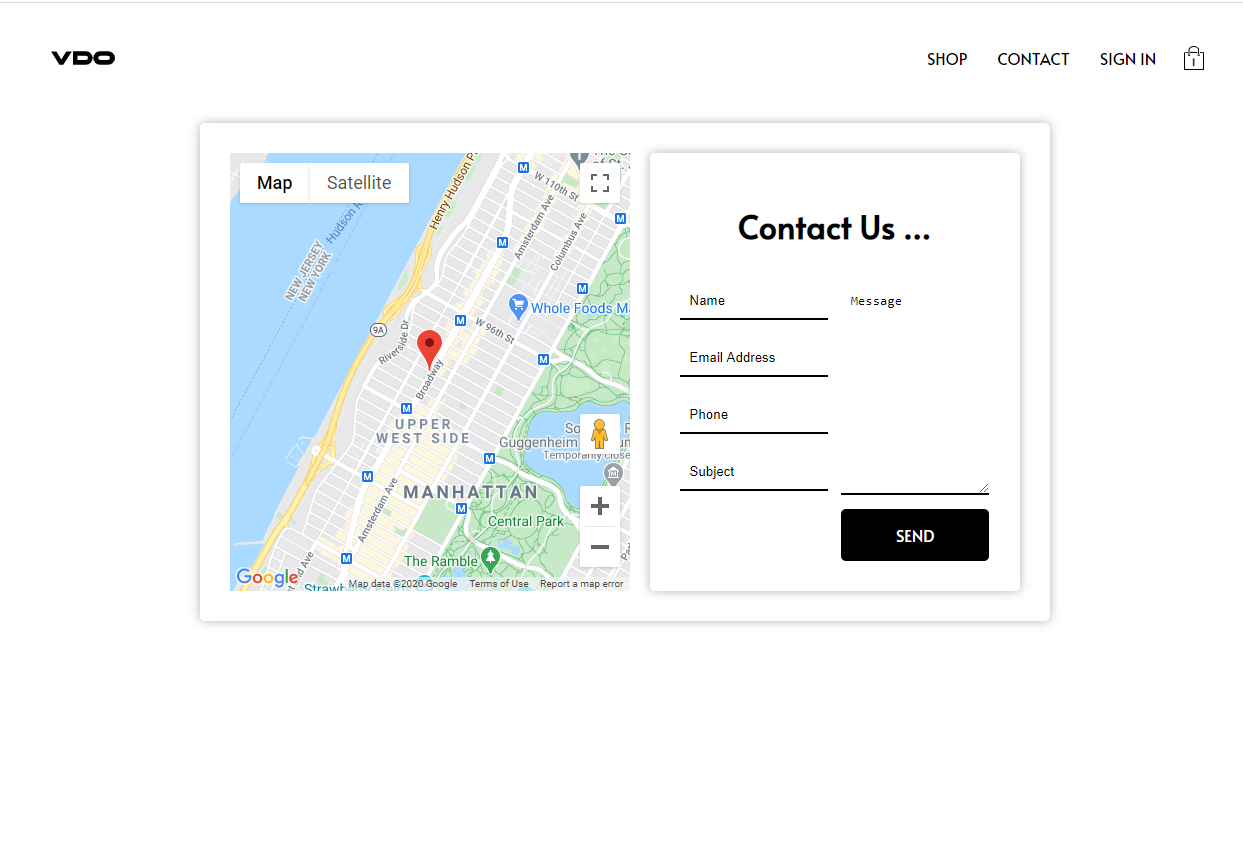 VDO
SHOP CONTACT SIGN IN
1
Map Satellite
Henry Hudson
W 110th St
Amsterdam Ave
Columbus Ave
Hudson
NEW JERSEY
NEW YORK
Whole Foods
9A
W 96th St
Riverside Dr
Broadway
UPPER
WEST SIDE
Guggenheim
Temporarily close
MANHATTAN
Amsterdam Ave
Central Park
The Ramble
Google
Map data ©2020 Google Terms of Use Report a map error
Contact Us ...
Name
Message
Email Address
Phone
Subject
SEND